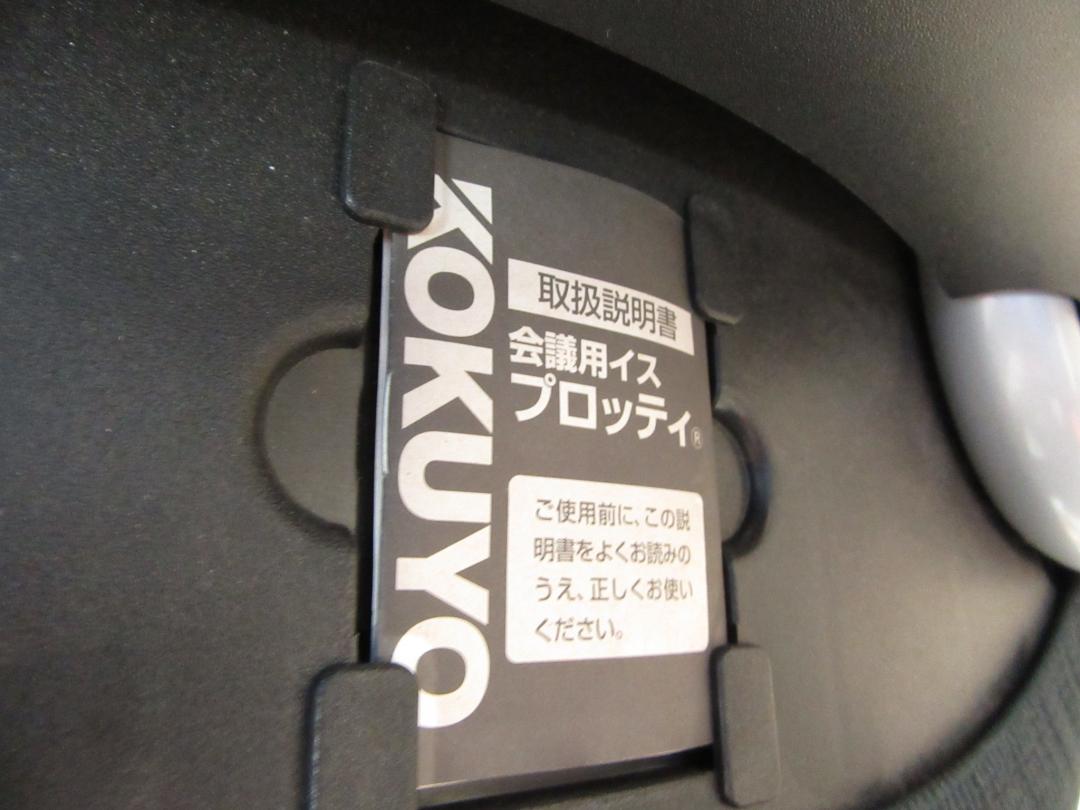 KOKUYO
取扱説明書
会議用イス
プロッティ®
ご使用前に、この説
明書をよくお読みの
うえ、正しくお使い
ください。